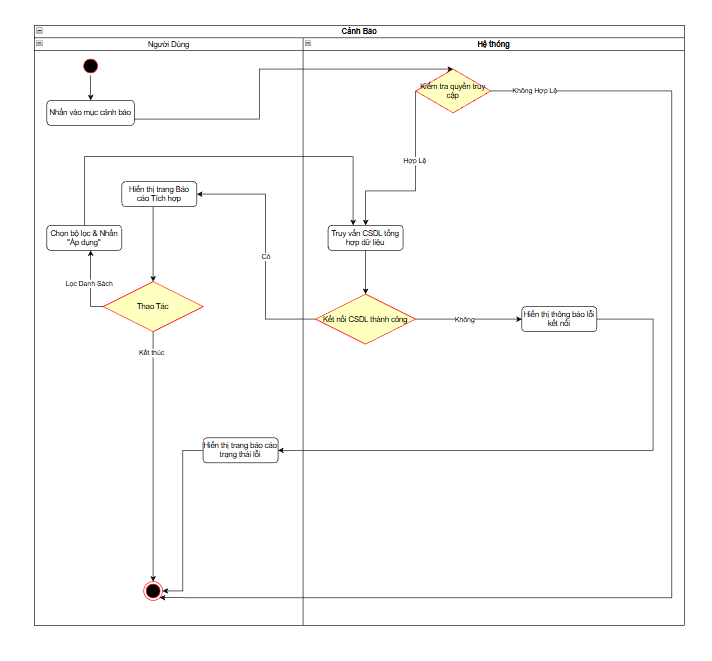 Cảnh Báo
Người Dùng
Hệ thống
Nhấn vào mục cảnh báo
Kiểm tra quyền truy
cập
Không Hợp Lệ
Hợp Lệ
Hiển thị trang Báo
cáo Tích hợp
Chọn bộ lọc & Nhấn
"Áp dụng"
Truy vấn CSDL tổng
hợp dữ liệu
Có
Lọc Danh Sách
Thao Tác
Kết nối CSDL thành công
Không
Hiển thị thông báo lỗi
kết nối
Kết thúc
Hiển thị trang báo cáo
trạng thái lỗi